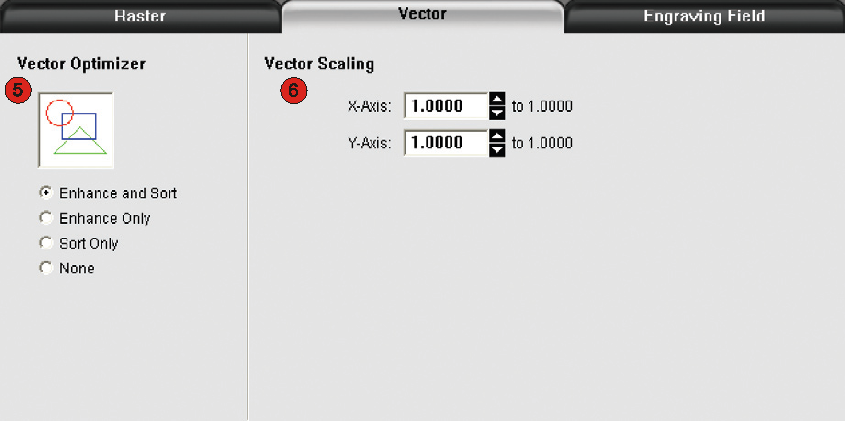 Haster
Vector
Engraving Field
Vector Optimizer
5
Enhance and Sort
Enhance Only
Sort Only
None
Vector Scaling
6
X-Axis: 1.0000 to 1.0000
Y-Axis: 1.0000 to 1.0000